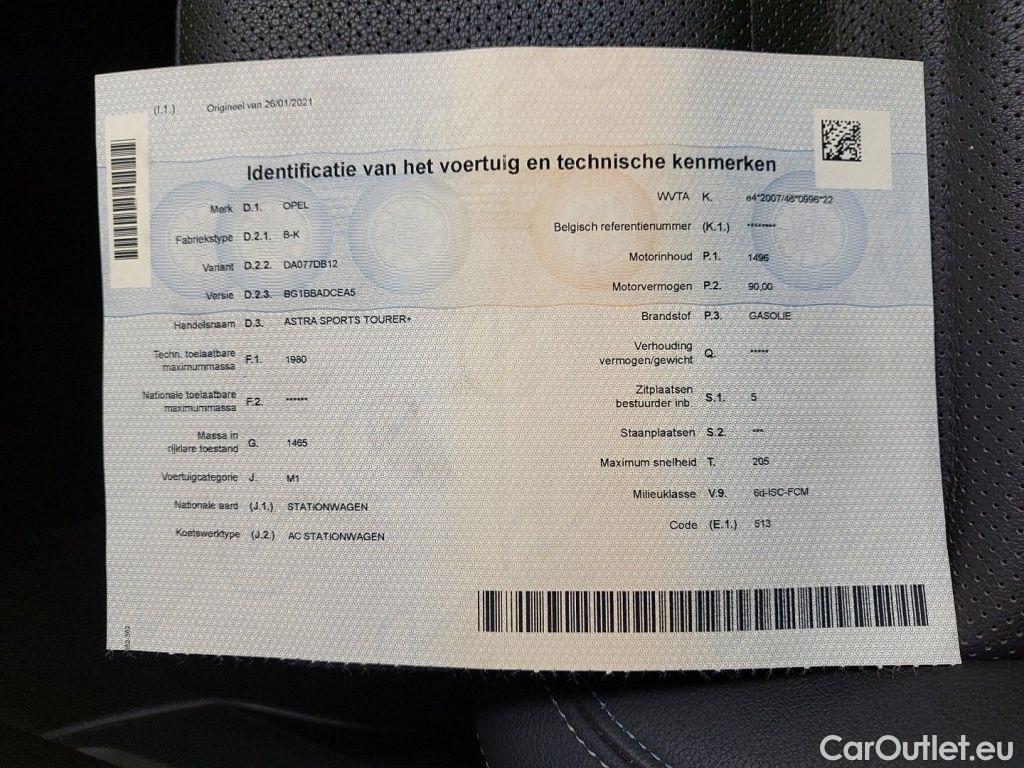 (I.1.) Origineel van 26/01/2021
Identificatie van het voertuig en technische kenmerken
Merk D.1. OPEL
Fabriekstype D.2.1. B-K
Variant D.2.2. DA077DB12
Versie D.2.3. BG1BBADCEA5
Handelsnaam D.3. ASTRA SPORTS TOURER+
Techn. toelaatbare
maximummassa F.1. 1980
Nationale toelaatbare
maximummassa F.2. ******
Massa in
rijklare toestand G. 1465
Voertuigcategorie J. M1
Nationale aard (J.1.) STATIONWAGEN
Koetswerktype (J.2.) AC STATIONWAGEN
WVTA K. e4*2007/46*0996*22
Belgisch referentienummer (K.1.) ********
Motorinhoud P.1. 1496
Motorvermogen P.2. 90,00
Brandstof P.3. GASOLIE
Verhouding
vermogen/gewicht Q. *****
Zitplaatsen
bestuurder inb. S.1. 5
Staanplaatsen S.2. ***
Maximum snelheid T. 205
Milieuklasse V.9. 6d-ISC-FCM
Code (E.1.) 513
CarOutlet.eu